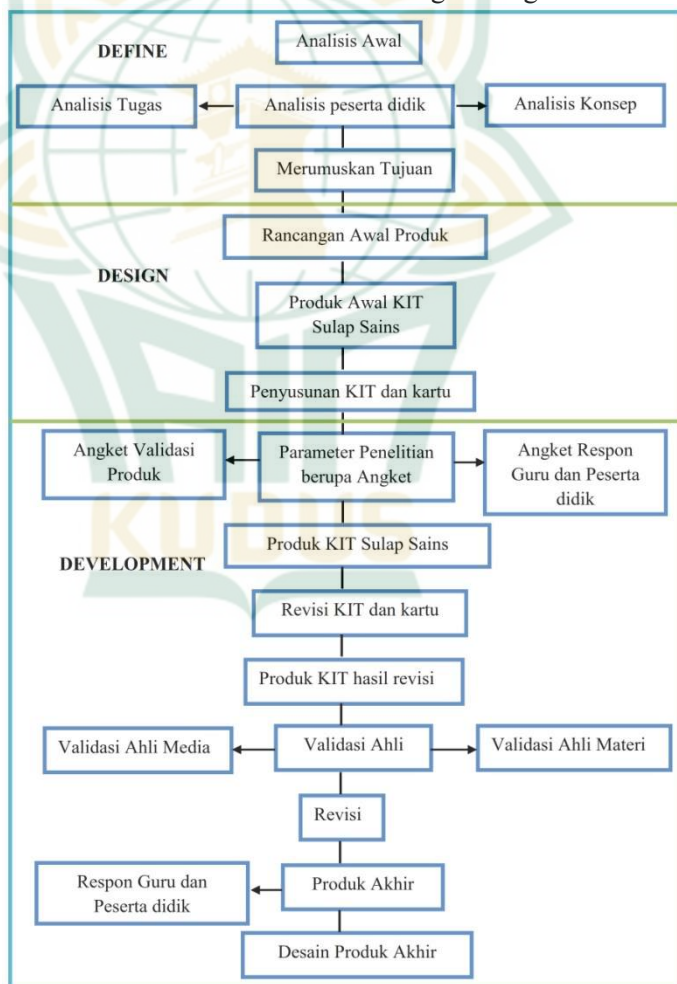 DEFINE
Analisis Awal
Analisis Tugas
Analisis peserta didik
Analisis Konsep
Merumuskan Tujuan
Rancangan Awal Produk
DESIGN
Produk Awal KIT
Sulap Sains
Penyusunan KIT dan kartu
Angket Validasi
Produk
Parameter Penelitian
berupa Angket
Angket Respon
Guru dan Peserta
didik
Produk KIT Sulap Sains
DEVELOPMENT
Revisi KIT dan kartu
Produk KIT hasil revisi
Validasi Ahli Media
Validasi Ahli
Validasi Ahli Materi
Revisi
Respon Guru dan
Peserta didik
Produk Akhir
Desain Produk Akhir
KUDUS